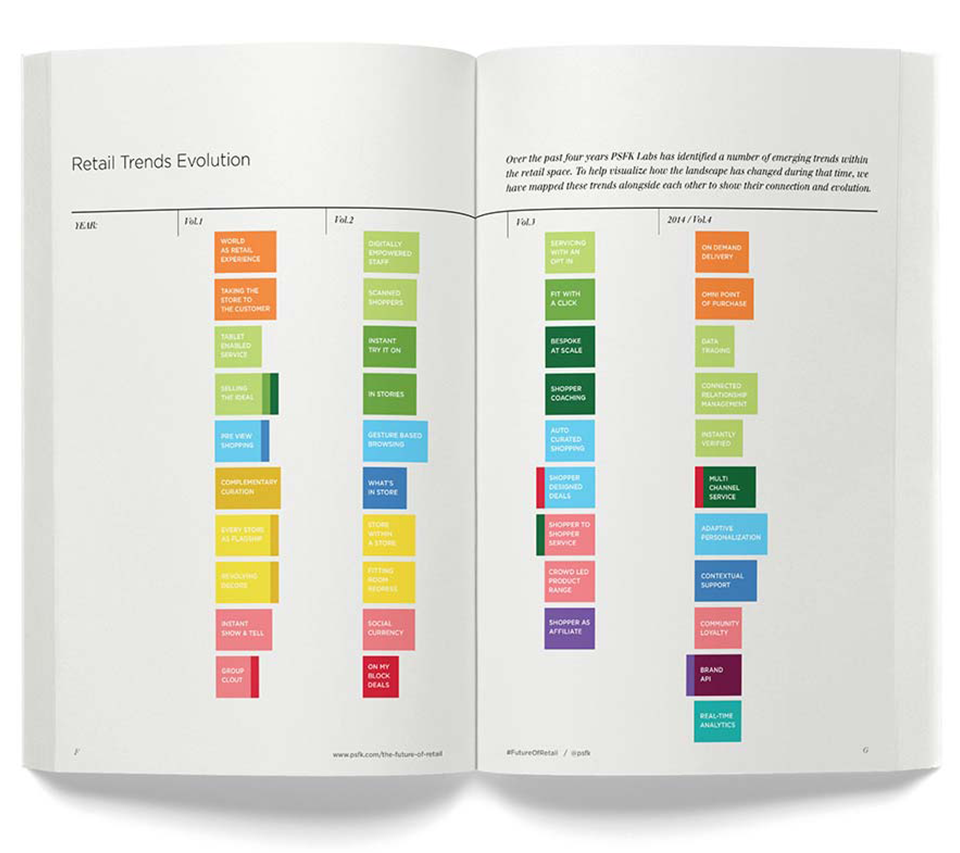 Retail Trends Evolution
Over the past four years PSFK Labs has identified a number of emerging trends within
the retail space. To help visualize how the landscape has changed during that time, we
have mapped these trends alongside each other to show their connection and evolution.
YEAR:
Vol.1
WORLD
AS RETAIL
EXPERIENCE
TAKING THE
STORE TO
THE CUSTOMER
TABLET
ENABLED
SERVICE
SELLING
THE IDEAL
PRE VIEW
SHOPPING
COMPLEMENTARY
CURATION
EVERY STORE
AS FLAGSHIP
REVOLVING
DECODE
INSTANT
SHOW & TELL
GROUP
CLOUT
Vol.2
DIGITALLY
EMPOWERED
STAFF
SCANNED
SHOPPERS
INSTANT
TRY IT ON
IN STORIES
GESTURE BASED
BROWSING
WHAT'S
IN STORE
STORE
WITHIN
A STORE
FITTING
ROOM
REDRESS
SOCIAL
CURRENCY
ON MY
BLOCK
DEALS
Vol.3
SERVICING
WITH AN
OPT IN
FIT WITH
A CLICK
BESPOKE
AT SCALE
SHOPPER
COACHING
AUTO
CURATED
SHOPPING
SHOPPER
DESIGNED
DEALS
SHOPPER TO
SHOPPER
SERVICE
CROWD LED
PRODUCT
RANGE
SHOPPER AS
AFFILIATE
2014 / Vol.4
ON DEMAND
DELIVERY
OMNI POINT
OF PURCHASE
DATA
TRADING
CONNECTED
RELATIONSHIP
MANAGEMENT
INSTANTLY
VERIFIED
MULTI
CHANNEL
SERVICE
ADAPTIVE
PERSONALIZATION
CONTEXTUAL
SUPPORT
COMMUNITY
LOYALTY
BRAND
API
REAL-TIME
ANALYTICS
F
www.psfk.com/the-future-of-retail
#FutureOfRetail / @psfk
G